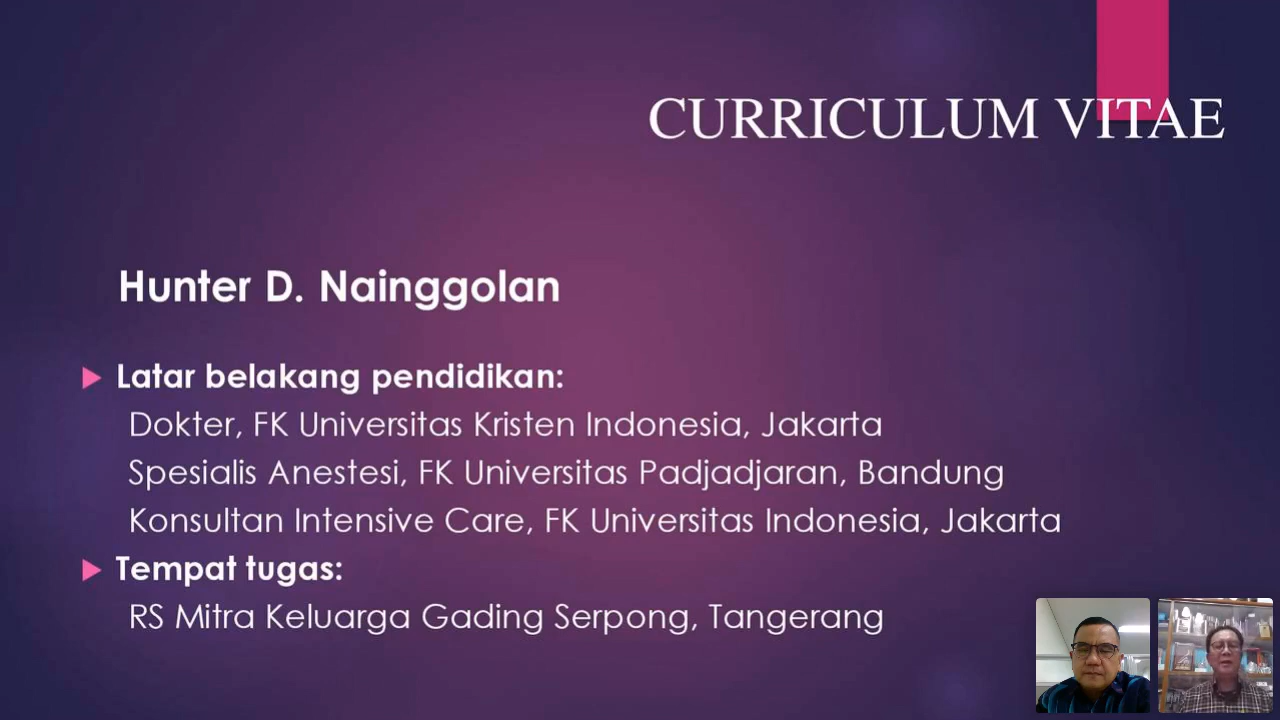 CURRICULUM VITAE
Hunter D. Nainggolan
Latar belakang pendidikan:
Dokter, FK Universitas Kristen Indonesia, Jakarta
Spesialis Anestesi, FK Universitas Padjadjaran, Bandung
Konsultan Intensive Care, FK Universitas Indonesia, Jakarta
Tempat tugas:
RS Mitra Keluarga Gading Serpong, Tangerang